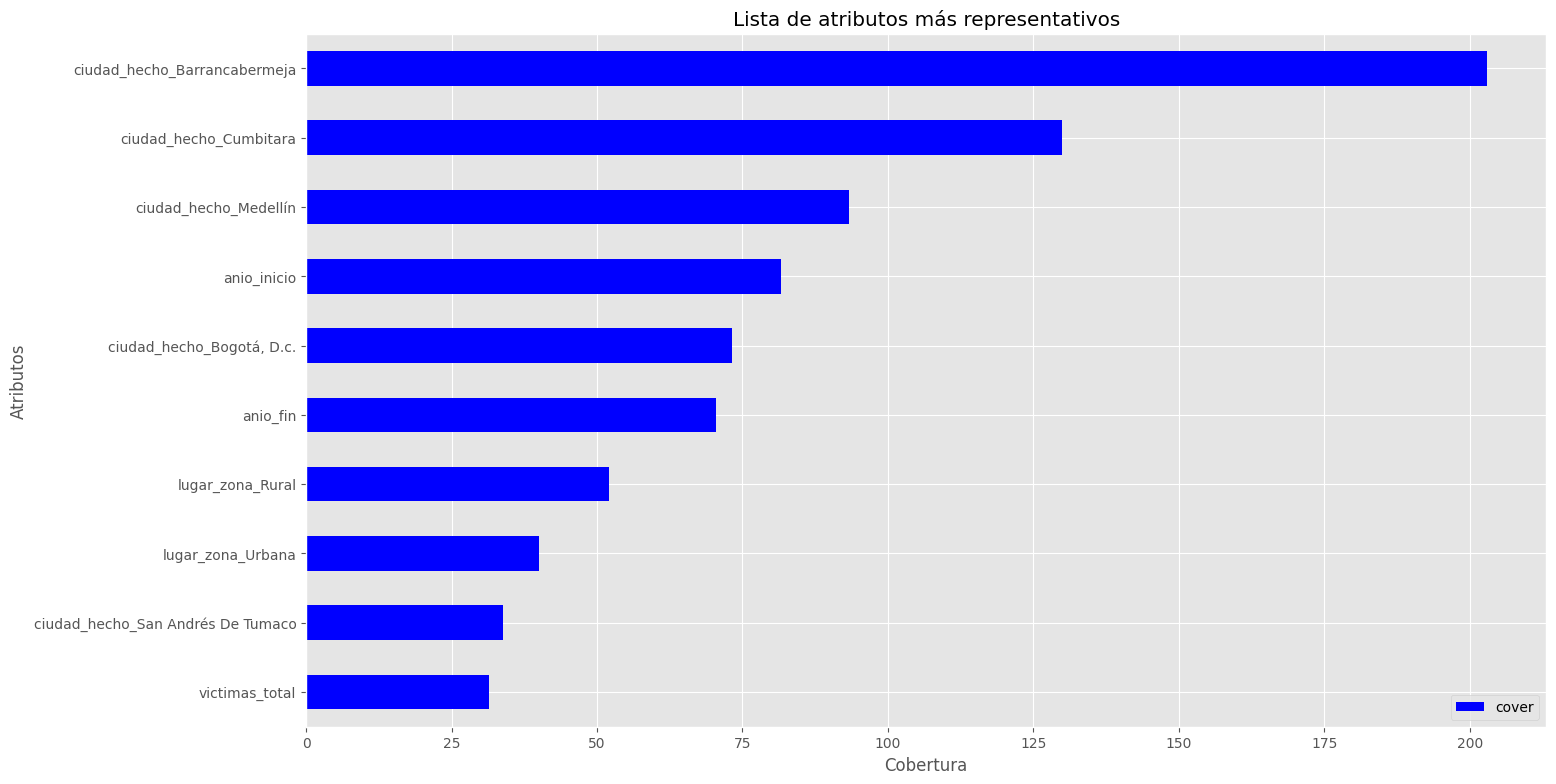 Lista de atributos más representativos
ciudad_hecho_Barrancabermeja
ciudad_hecho_Cumbitara
ciudad_hecho_Medellín
anio_inicio
ciudad_hecho_Bogotá, D.c.
anio_fin
lugar_zona_Rural
lugar_zona_Urbana
ciudad_hecho_San Andrés De Tumaco
victimas_total
Atributos
cover
0 25 50 75 100 125 150 175 200
Cobertura